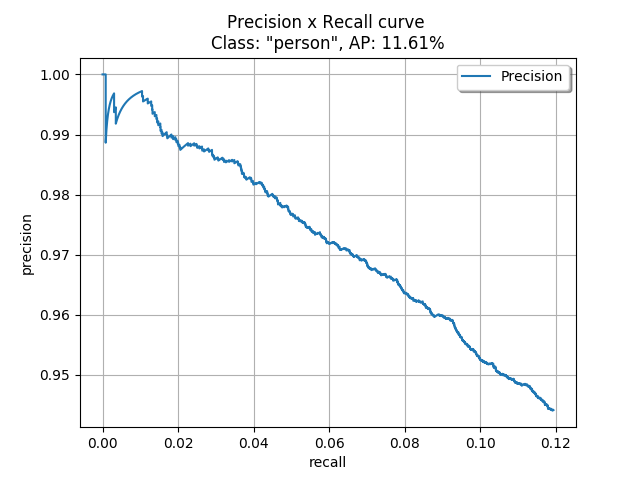 Precision x Recall curve
Class: "person", AP: 11.61%
Precision
1.00
0.99
0.98
0.97
0.96
0.95
precision
0.00 0.02 0.04 0.06 0.08 0.10 0.12
recall